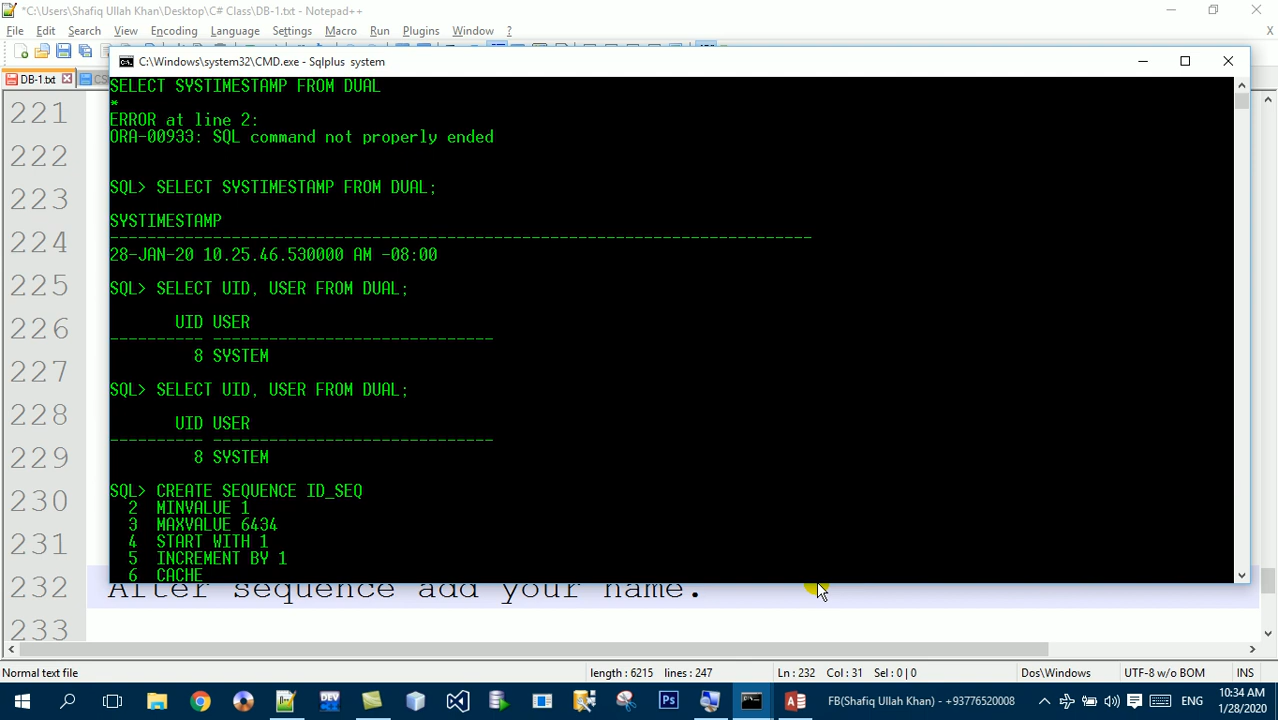 *C:\Users\Shafiq Ullah Khan\Desktop\C# Class\DB-1.txt - Notepad++
File Edit Search View Encoding Language Settings Macro Run Plugins Window ? X
C:\Windows\system32\CMD.exe - Sqlplus  system
DB-1.txt
221
222
223
224
225
226
227
228
229
230
231
232
233
SELECT SYSTIMESTAMP FROM DUAL
*
ERROR at line 2:
ORA-00933: SQL command not properly ended
SQL> SELECT SYSTIMESTAMP FROM DUAL;
SYSTIMESTAMP
---------------------------------------------------------------------------
28-JAN-20 10.25.46.530000 AM -08:00
SQL> SELECT UID, USER FROM DUAL;
UID USER
---------- ------------------------------
8 SYSTEM
SQL> SELECT UID, USER FROM DUAL;
UID USER
---------- ------------------------------
8 SYSTEM
SQL> CREATE SEQUENCE ID_SEQ
2 MINVALUE 1
3 MAXVALUE 6434
4 START WITH 1
5 INCREMENT BY 1
6 CACHE
sequence add your name.
Normal text file length : 6215 lines : 247 Ln : 232 Col : 31 Sel : 0 | 0 Dos\Windows UTF-8 w/o BOM INS
DEV Ps FB(Shafiq Ullah Khan) - +93776520008 ENG 10:34 AM
1/28/2020